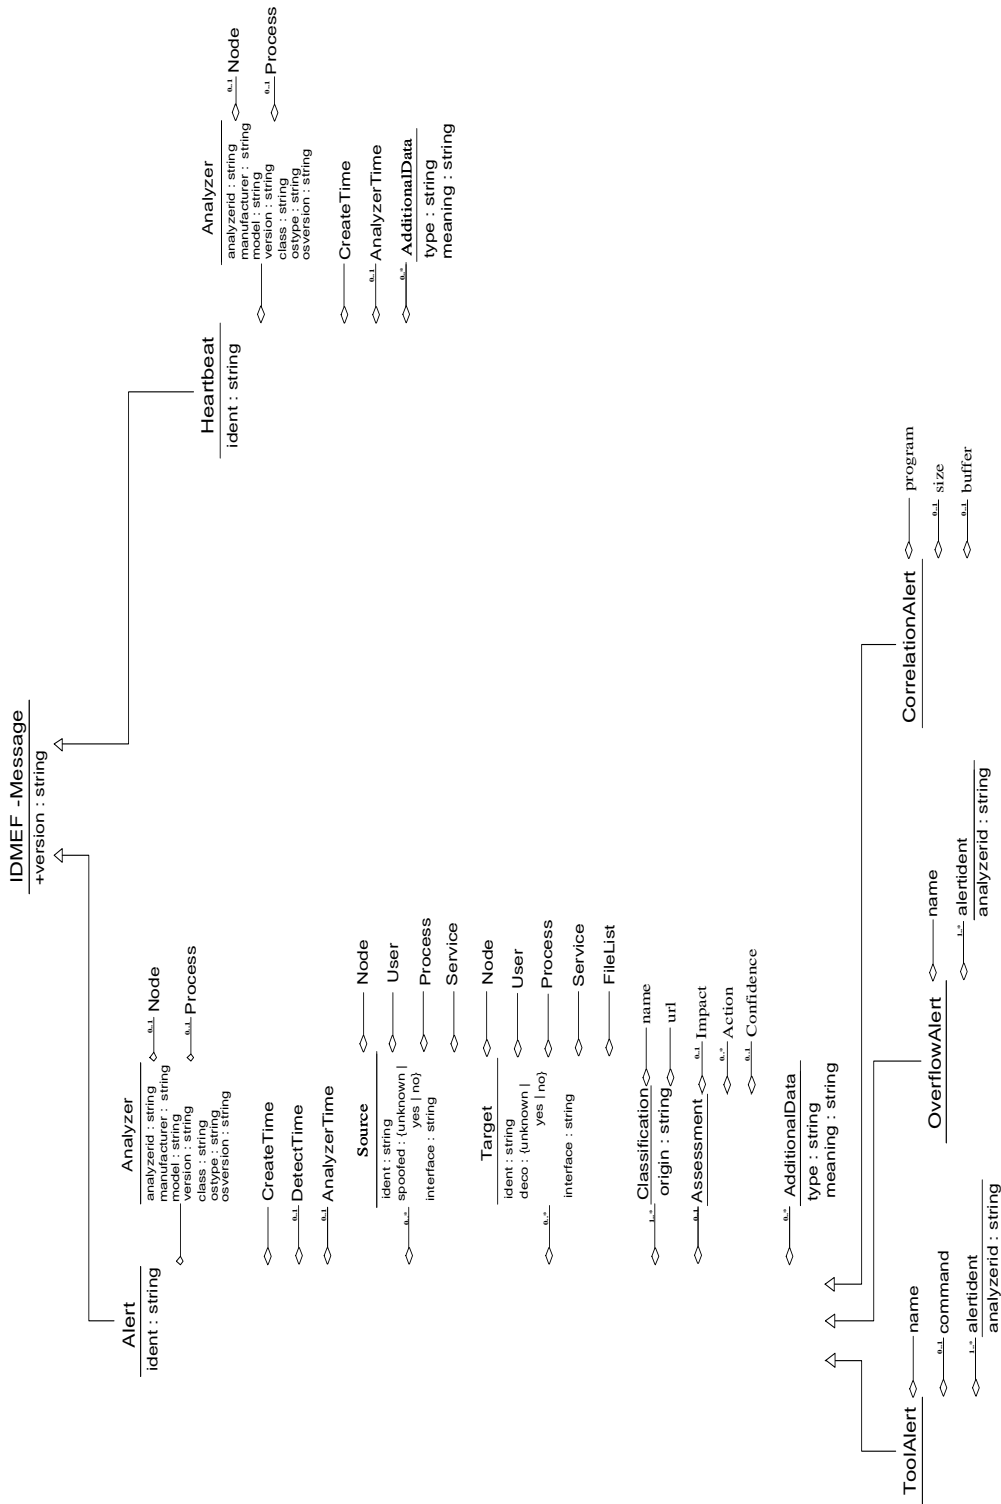 IDMEF -Message
+version : string
Alert
ident : string
Analyzer
analyzerid : string
manufacturer : string
model : string
version : string
class : string
ostype : string
osversion : string
0..1 Node
0..1 Process
CreateTime
0..1 DetectTime
0..1 AnalyzerTime
0..*
Source
ident : string
spoofed : {unknown |
yes | no}
interface : string
Node
User
Process
Service
0..*
Target
ident : string
deco : {unknown |
yes | no}
interface : string
Node
User
Process
Service
FileList
1..* Classification
origin : string
name
url
0..1 Assessment
0..1 Impact
0..* Action
0..1 Confidence
0..* AdditionalData
type : string
meaning : string
Heartbeat
ident : string
Analyzer
analyzerid : string
manufacturer : string
model : string
version : string
class : string
ostype : string
osversion : string
0..1 Node
0..1 Process
CreateTime
0..1 AnalyzerTime
0..* AdditionalData
type : string
meaning : string
ToolAlert
name
0..1 command
1..* alertident
analyzerid : string
OverflowAlert
name
1..* alertident
analyzerid : string
CorrelationAlert
program
0..1 size
0..1 buffer